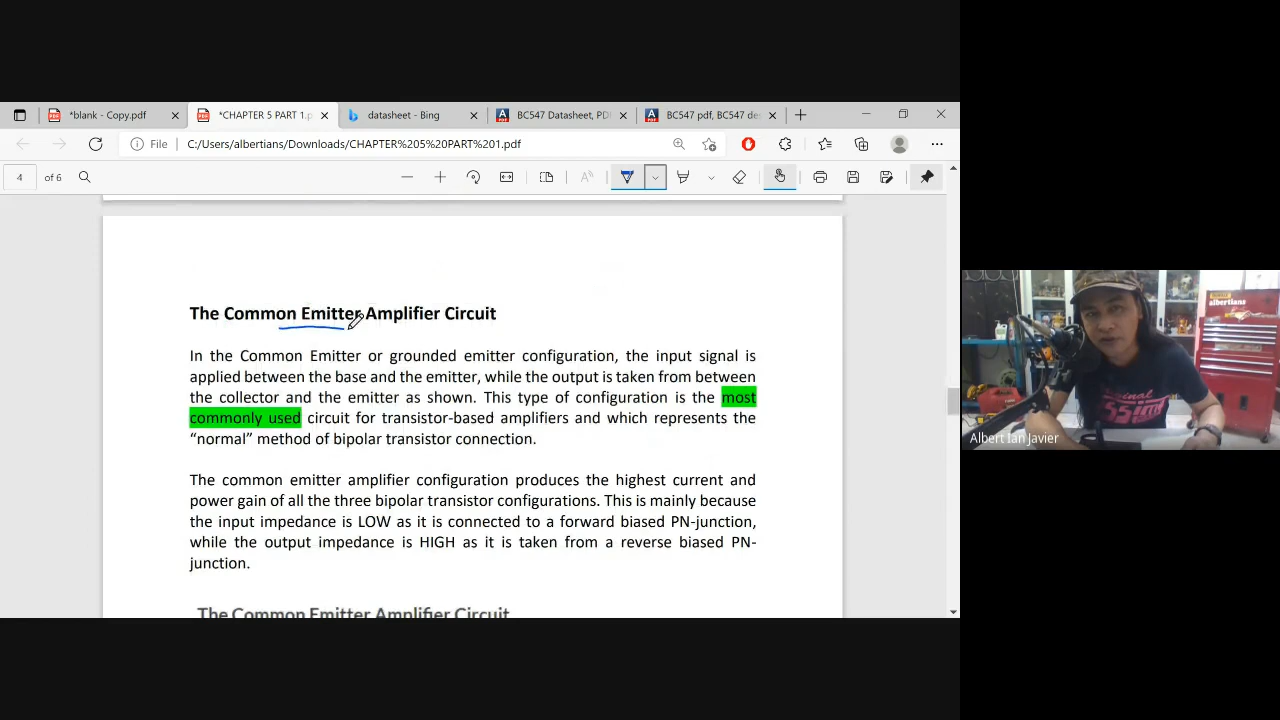 *blank - Copy.pdf
*CHAPTER 5 PART 1.p
datasheet - Bing
BC547 Datasheet, PD
BC547 pdf, BC547 de
File
C:/Users/albertians/Downloads/CHAPTER%205%20PART%201.pdf
4 of 6
The Common Emitter Amplifier Circuit
In the Common Emitter or grounded emitter configuration, the input signal is
applied between the base and the emitter, while the output is taken from between
the collector and the emitter as shown. This type of configuration is the most
commonly used circuit for transistor-based amplifiers and which represents the
“normal” method of bipolar transistor connection.
The common emitter amplifier configuration produces the highest current and
power gain of all the three bipolar transistor configurations. This is mainly because
the input impedance is LOW as it is connected to a forward biased PN-junction,
while the output impedance is HIGH as it is taken from a reverse biased PN-
junction.
The Common Emitter Amplifier Circuit
albertians
Original
Albert Ian Javier